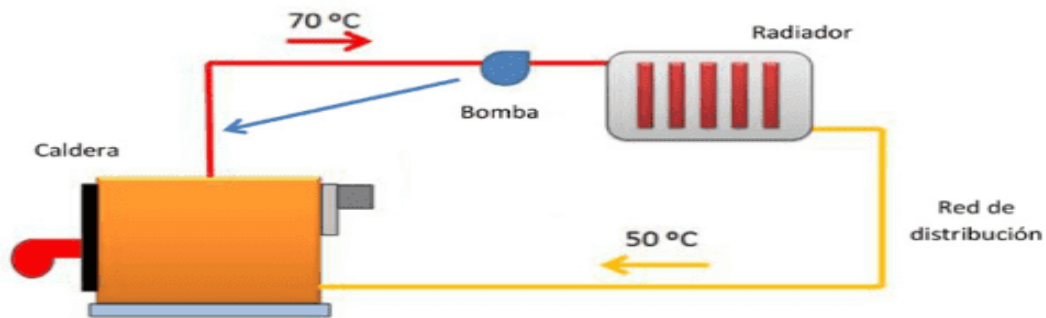 70 ºC
Radiador
Bomba
Caldera
Red de
distribución
50 ºC